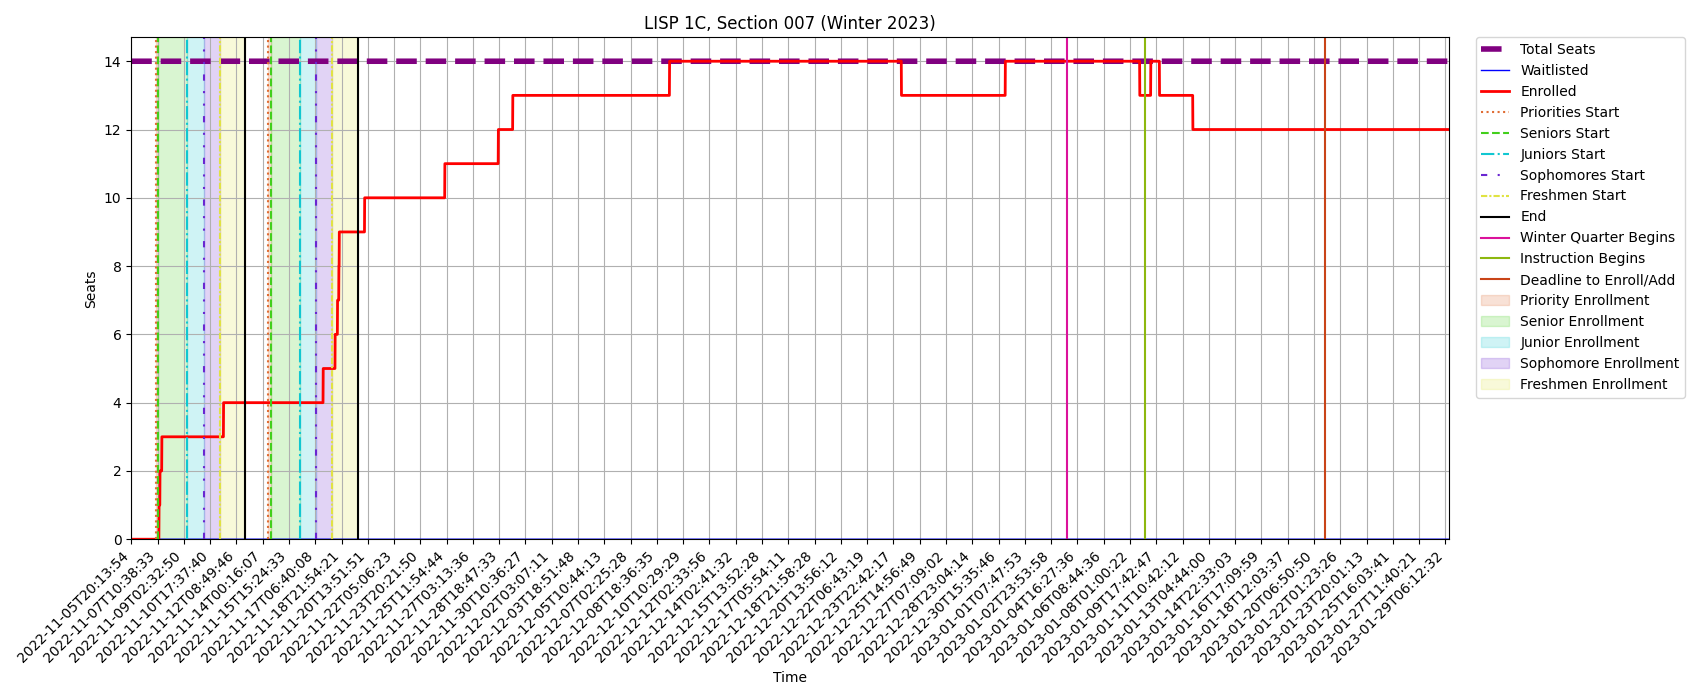 LISP 1C, Section 007 (Winter 2023)
Seats
14
12
10
8
6
4
2
0
2022-11-05T20:13:54
2022-11-07T10:38:33
2022-11-09T02:32:50
2022-11-10T17:37:40
2022-11-12T08:49:46
2022-11-14T00:16:07
2022-11-15T15:24:33
2022-11-17T06:40:08
2022-11-18T21:54:21
2022-11-20T13:51:51
2022-11-22T05:06:23
2022-11-23T20:21:50
2022-11-25T11:54:44
2022-11-27T03:13:36
2022-11-28T18:47:33
2022-11-30T10:36:27
2022-12-02T03:07:11
2022-12-03T18:51:48
2022-12-05T10:44:13
2022-12-07T02:25:28
2022-12-08T18:36:35
2022-12-10T10:29:29
2022-12-12T02:33:56
2022-12-14T02:41:32
2022-12-15T13:52:28
2022-12-17T05:54:11
2022-12-18T21:58:28
2022-12-20T13:56:12
2022-12-22T06:43:19
2022-12-23T22:42:17
2022-12-25T14:56:49
2022-12-27T07:09:02
2022-12-28T23:04:14
2022-12-30T15:35:46
2023-01-01T07:47:53
2023-01-02T23:53:58
2023-01-04T16:27:36
2023-01-06T08:44:36
2023-01-08T01:00:22
2023-01-09T17:42:47
2023-01-11T10:42:12
2023-01-13T04:44:00
2023-01-14T22:33:03
2023-01-16T17:09:59
2023-01-18T12:03:37
2023-01-20T06:50:50
2023-01-22T01:23:26
2023-01-23T20:01:13
2023-01-25T16:03:41
2023-01-27T11:40:21
2023-01-29T06:12:32
Time
Total Seats
Waitlisted
Enrolled
Priorities Start
Seniors Start
Juniors Start
Sophomores Start
Freshmen Start
End
Winter Quarter Begins
Instruction Begins
Deadline to Enroll/Add
Priority Enrollment
Senior Enrollment
Junior Enrollment
Sophomore Enrollment
Freshmen Enrollment